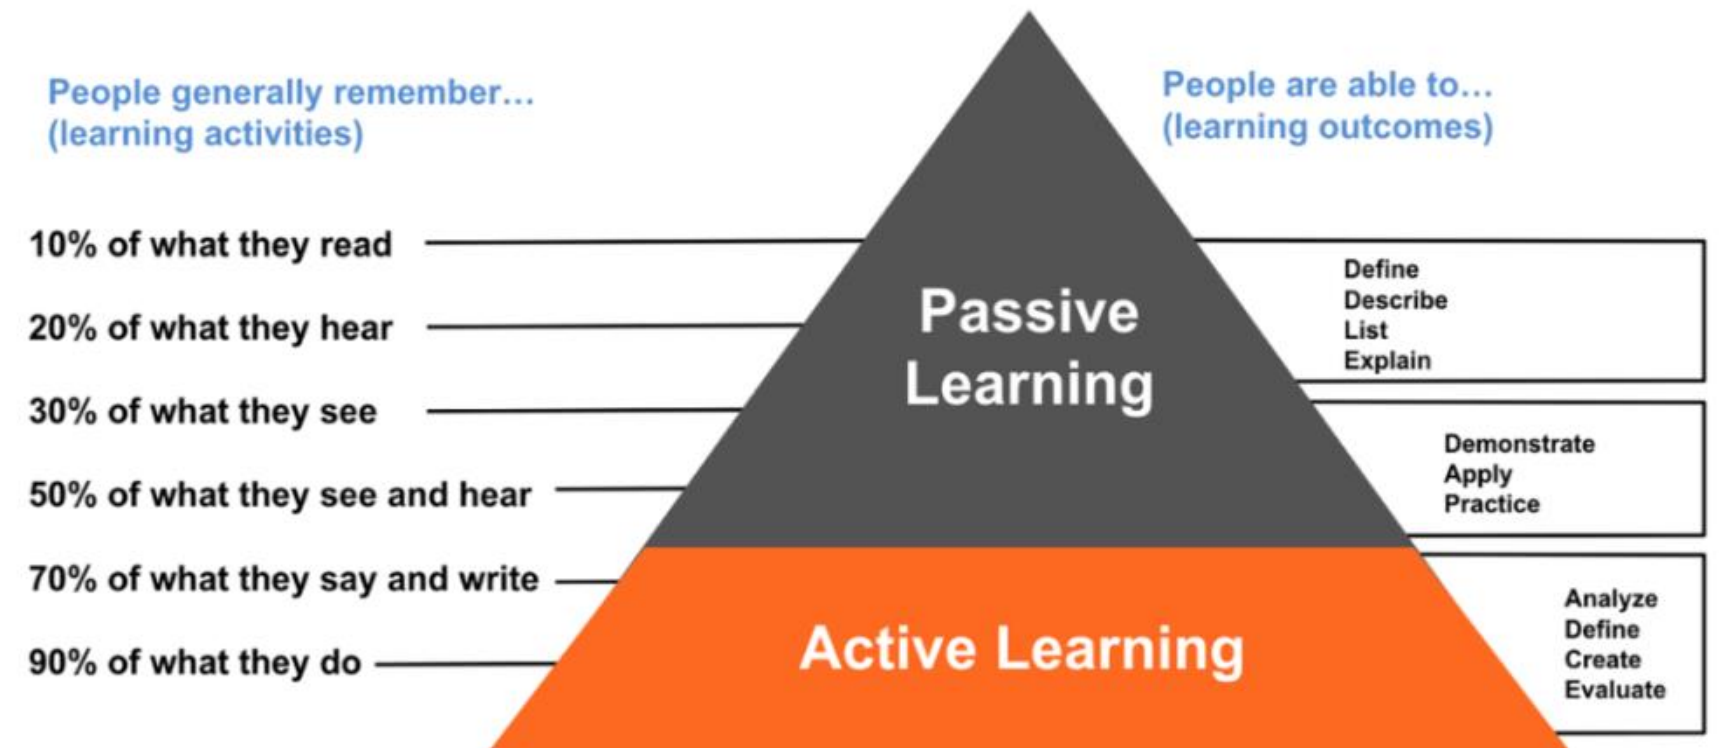 People generally remember…
(learning activities)
People are able to…
(learning outcomes)
10% of what they read
20% of what they hear
30% of what they see
50% of what they see and hear
70% of what they say and write
90% of what they do
Passive
Learning
Active Learning
Define
Describe
List
Explain
Demonstrate
Apply
Practice
Analyze
Define
Create
Evaluate